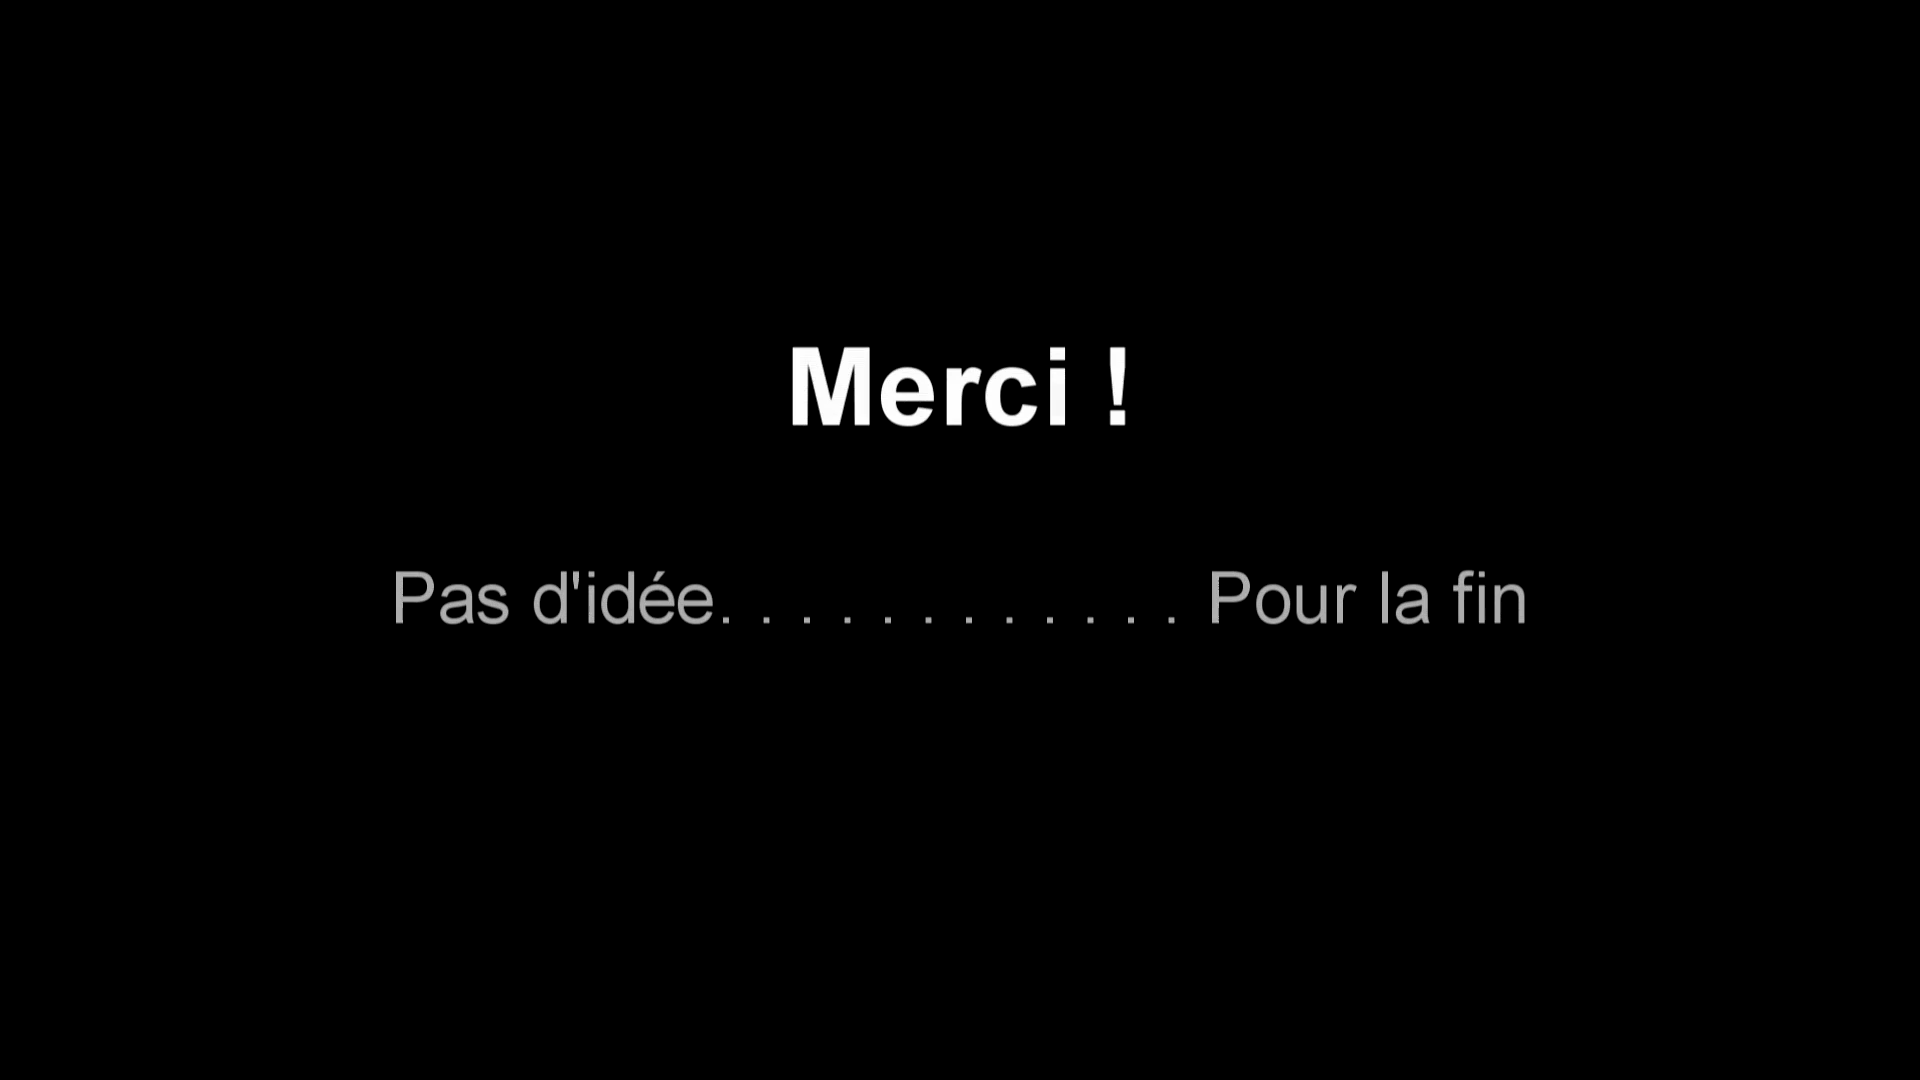 Merci !
Pas d'idée. . . . . . . . . . . . Pour la fin